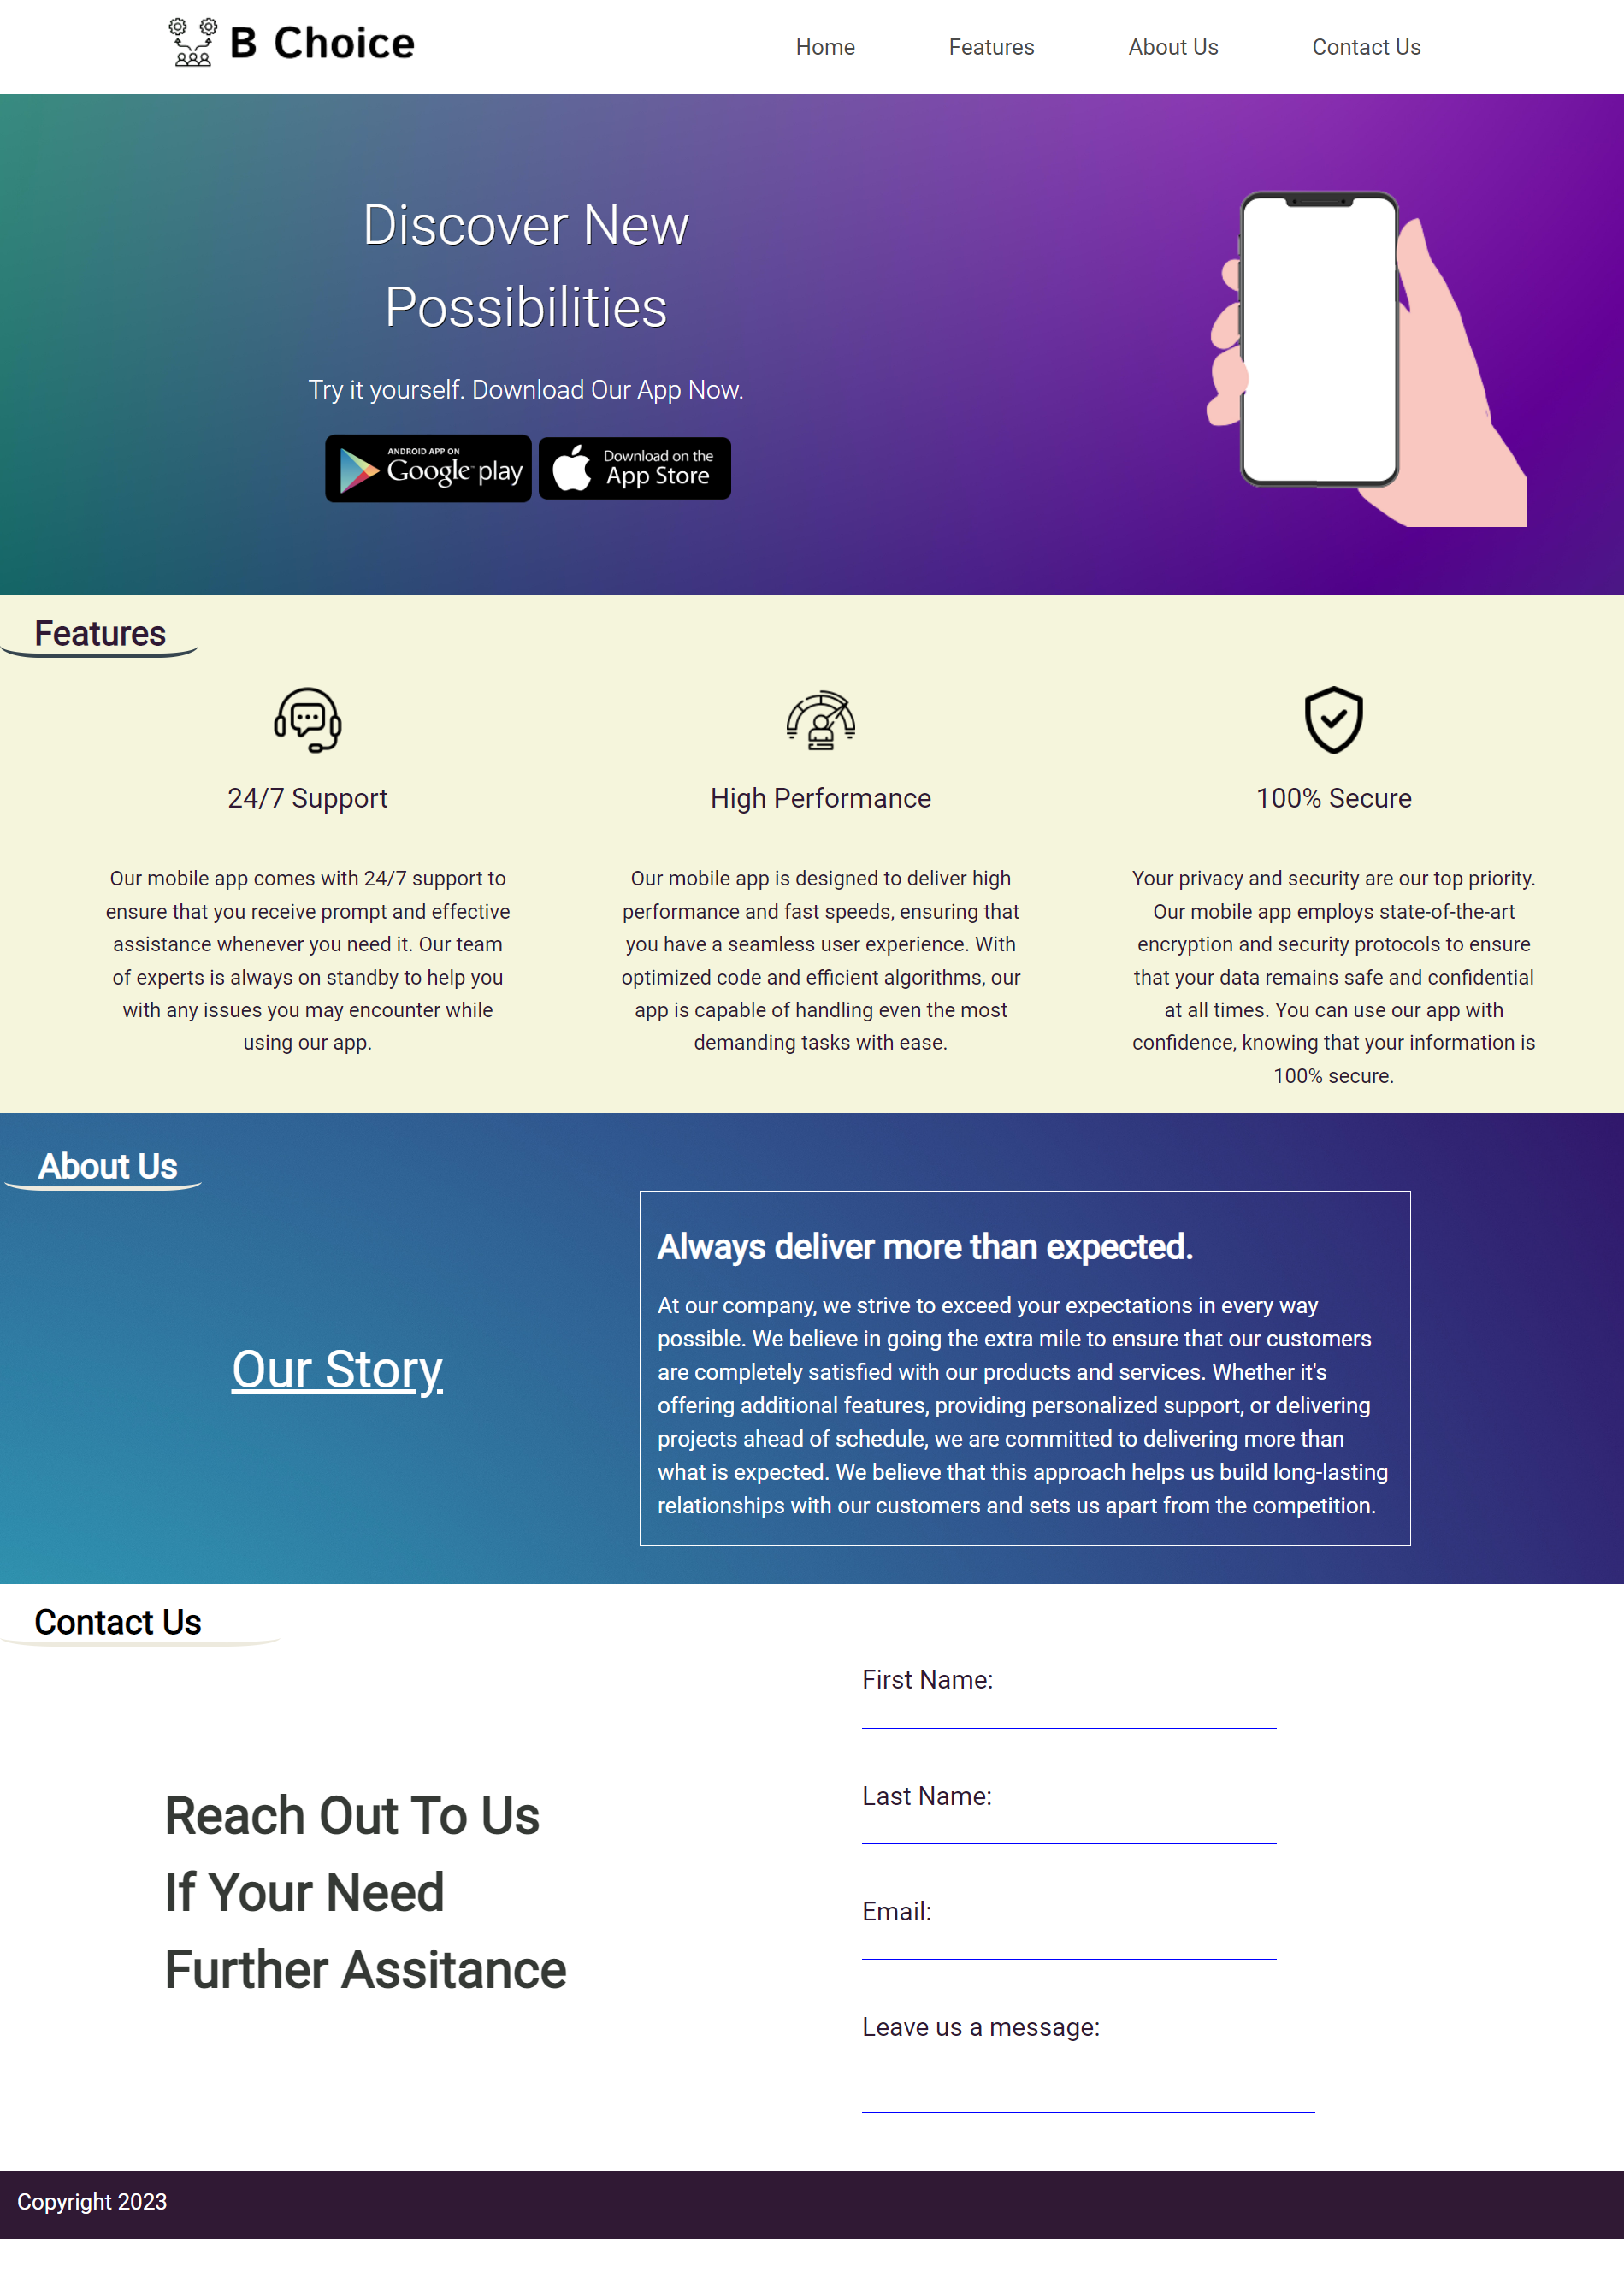 B Choice
Home
Features
About Us
Contact Us
Discover New
Possibilities
Try it yourself. Download Our App Now.
ANDROID APP ON
Google play
Download on the
App Store
Features
24/7 Support
Our mobile app comes with 24/7 support to
ensure that you receive prompt and effective
assistance whenever you need it. Our team
of experts is always on standby to help you
with any issues you may encounter while
using our app.
High Performance
Our mobile app is designed to deliver high
performance and fast speeds, ensuring that
you have a seamless user experience. With
optimized code and efficient algorithms, our
app is capable of handling even the most
demanding tasks with ease.
100% Secure
Your privacy and security are our top priority.
Our mobile app employs state-of-the-art
encryption and security protocols to ensure
that your data remains safe and confidential
at all times. You can use our app with
confidence, knowing that your information is
100% secure.
About Us
Our Story
Always deliver more than expected.
At our company, we strive to exceed your expectations in every way
possible. We believe in going the extra mile to ensure that our customers
are completely satisfied with our products and services. Whether it's
offering additional features, providing personalized support, or delivering
projects ahead of schedule, we are committed to delivering more than
what is expected. We believe that this approach helps us build long-lasting
relationships with our customers and sets us apart from the competition.
Contact Us
Reach Out To Us
If Your Need
Further Assitance
First Name:
Last Name:
Email:
Leave us a message:
Copyright 2023